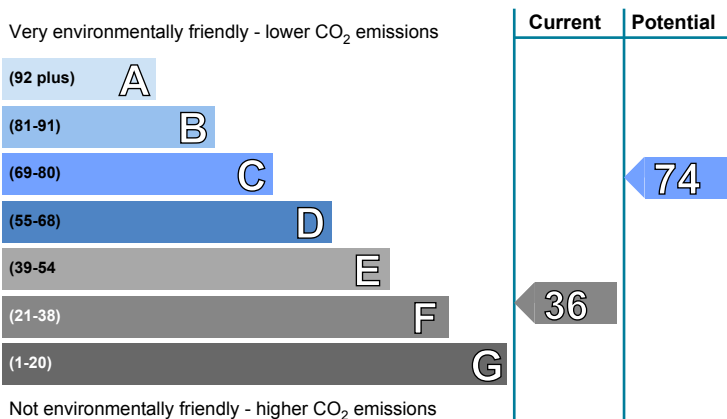 Current Potential
Very environmentally friendly - lower CO2 emissions
(92 plus) A
(81-91) B
(69-80) C
74
(55-68) D
(39-54 E
(21-38) F
36
(1-20) G
Not environmentally friendly - higher CO2 emissions